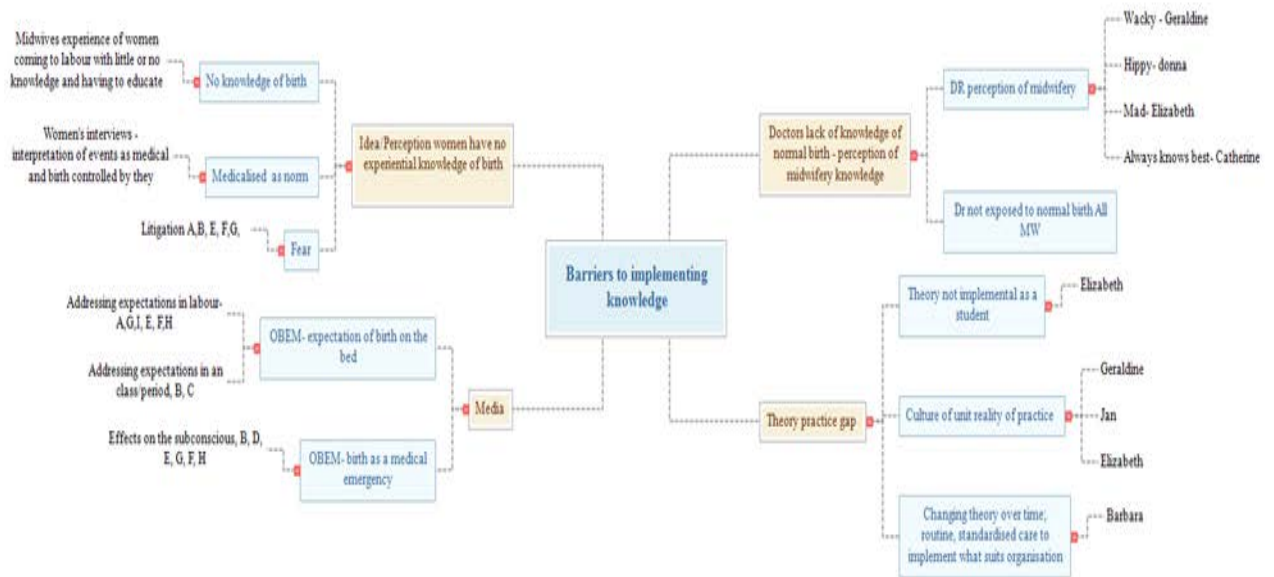 Barriers to implementing
knowledge
Idea/Perception women have no
experiential knowledge of birth
No knowledge of birth
Midwives experience of women
coming to labour with little or no
knowledge and having to educate
Medicalised as norm
Women's interviews -
interpretation of events as medical
and birth controlled by they
Fear
Litigation A,B, E, F,G,
Media
OBEM- expectation of birth on the
bed
Addressing expectations in labour-
A,G,I, E, F,H
Addressing expectations in an
class/period, B, C
OBEM- birth as a medical
emergency
Effects on the subconscious, B, D,
E, G, F, H
Doctors lack of knowledge of
normal birth - perception of
midwifery knowledge
DR perception of midwifery
Wacky - Geraldine
Hippy- donna
Mad- Elizabeth
Always knows best- Catherine
Dr not exposed to normal birth All
MW
Theory practice gap
Theory not implemental as a
student
Elizabeth
Culture of unit reality of practice
Geraldine
Jan
Elizabeth
Changing theory over time;
routine, standardised care to
implement what suits organisation
Barbara